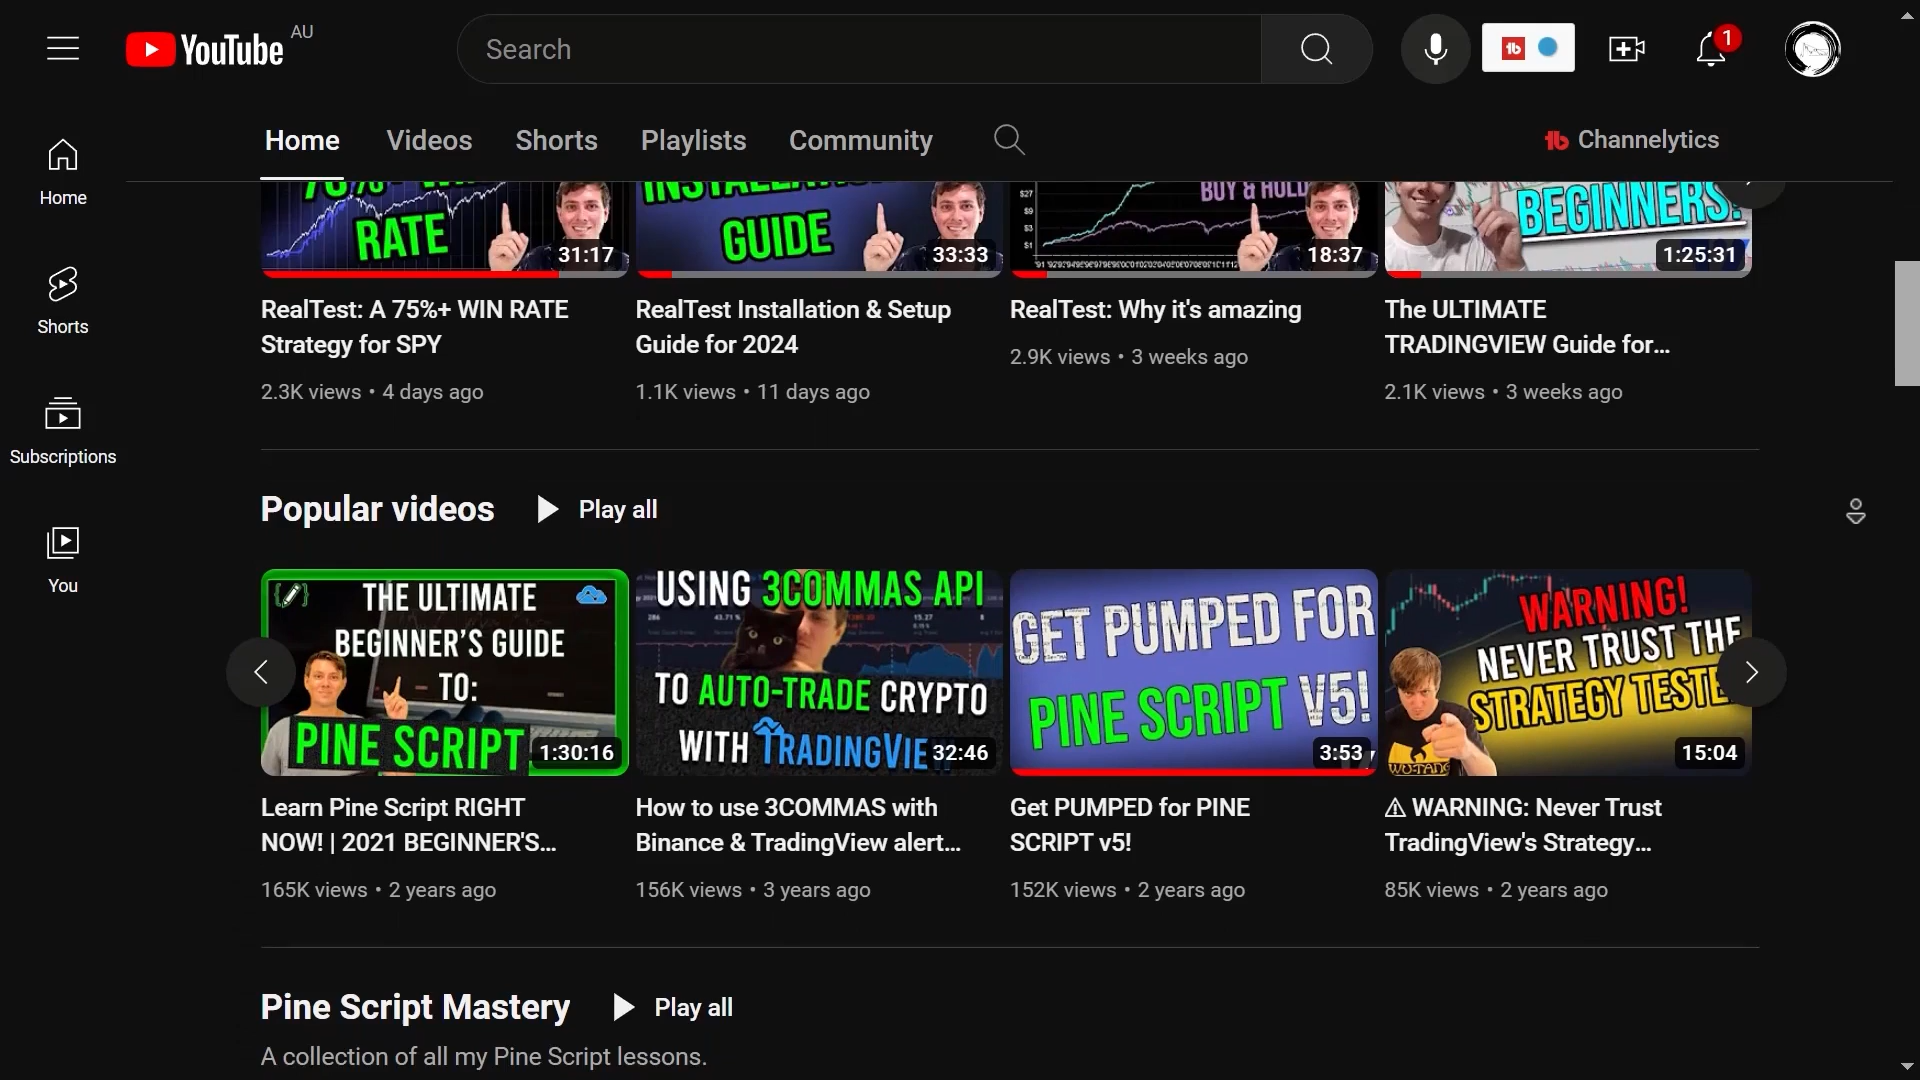 YouTube AU
Search
1
Home Videos Shorts Playlists Community
Channelytics
Home
Shorts
Subscriptions
You
RATE
31:17
GUIDE
33:33
BUY & HOLD
$27
$9
$3
$1
18:37
BEGINNERS!
1:25:31
RealTest: A 75%+ WIN RATE
Strategy for SPY
2.3K views • 4 days ago
RealTest Installation & Setup
Guide for 2024
1.1K views • 11 days ago
RealTest: Why it's amazing
2.9K views • 3 weeks ago
The ULTIMATE
TRADINGVIEW Guide for...
2.1K views • 3 weeks ago
Popular videos
Play all
THE ULTIMATE
BEGINNER'S GUIDE
TO:
PINE SCRIPT
1:30:16
USING 3COMMAS API
TO AUTO-TRADE CRYPTO
WITH TRADINGVIEW
32:46
GET PUMPED FOR
PINE SCRIPT V5!
3:53
WARNING!
NEVER TRUST THE
STRATEGY TESTE
WU-TANG
15:04
Learn Pine Script RIGHT
NOW! | 2021 BEGINNER'S...
165K views • 2 years ago
How to use 3COMMAS with
Binance & TradingView alert...
156K views • 3 years ago
Get PUMPED for PINE
SCRIPT v5!
152K views • 2 years ago
⚠ WARNING: Never Trust
TradingView's Strategy...
85K views • 2 years ago
Pine Script Mastery
Play all
A collection of all my Pine Script lessons.